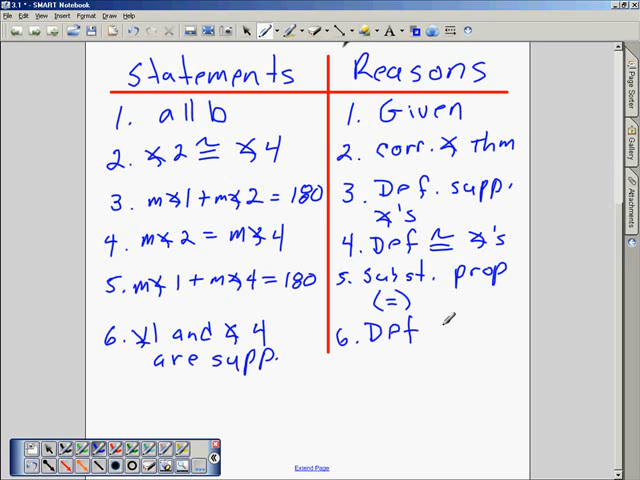 3.1 * - SMART Notebook
File Edit View Insert Format Draw Help
Statements Reasons
1. a || b 1. Given
2. ∡2 ≅ ∡4 2. corr. ∡ thm
3. m∡1 + m∡2 = 180 3. Def. supp. ∡'s
4. m∡2 = m∡4 4. Def ≅ ∡'s
5. m∡1 + m∡4 = 180 5. subst. prop (=)
6. ∡1 and ∡4 6. Def
are supp.
Page Sorter
Gallery
Attachments
Extend Page